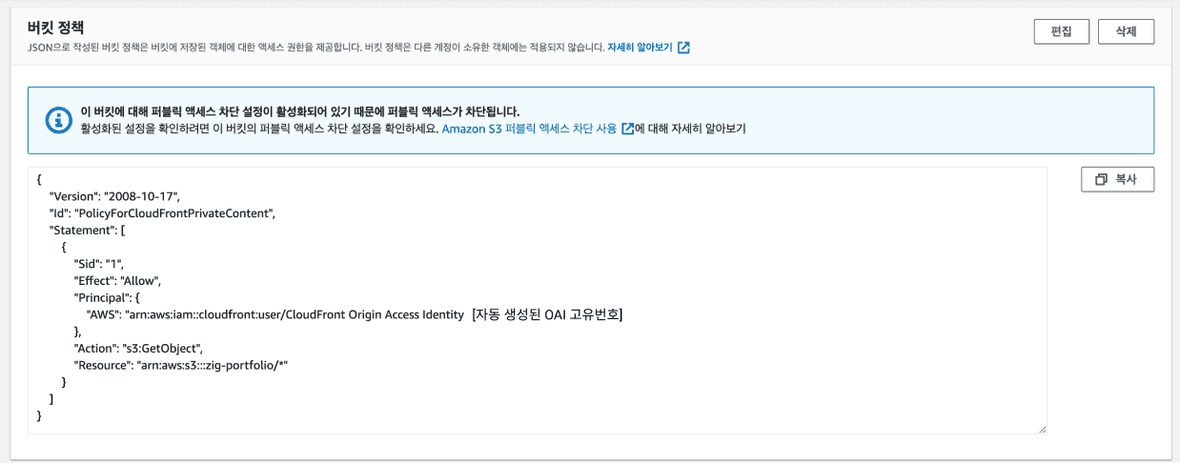 버킷 정책
JSON으로 작성된 버킷 정책은 버킷에 저장된 객체에 대한 액세스 권한을 제공합니다. 버킷 정책은 다른 계정이 소유한 객체에는 적용되지 않습니다. 자세히 알아보기
편집
삭제
이 버킷에 대해 퍼블릭 액세스 차단 설정이 활성화되어 있기 때문에 퍼블릭 액세스가 차단됩니다.
활성화된 설정을 확인하려면 이 버킷의 퍼블릭 액세스 차단 설정을 확인하세요. Amazon S3 퍼블릭 액세스 차단 사용 에 대해 자세히 알아보기
복사
{
"Version": "2008-10-17",
"Id": "PolicyForCloudFrontPrivateContent",
"Statement": [
{
"Sid": "1",
"Effect": "Allow",
"Principal": {
"AWS": "arn:aws:iam::cloudfront:user/CloudFront Origin Access Identity [자동 생성된 OAI 고유번호]
},
"Action": "s3:GetObject",
"Resource": "arn:aws:s3:::zig-portfolio/*"
}
]
}